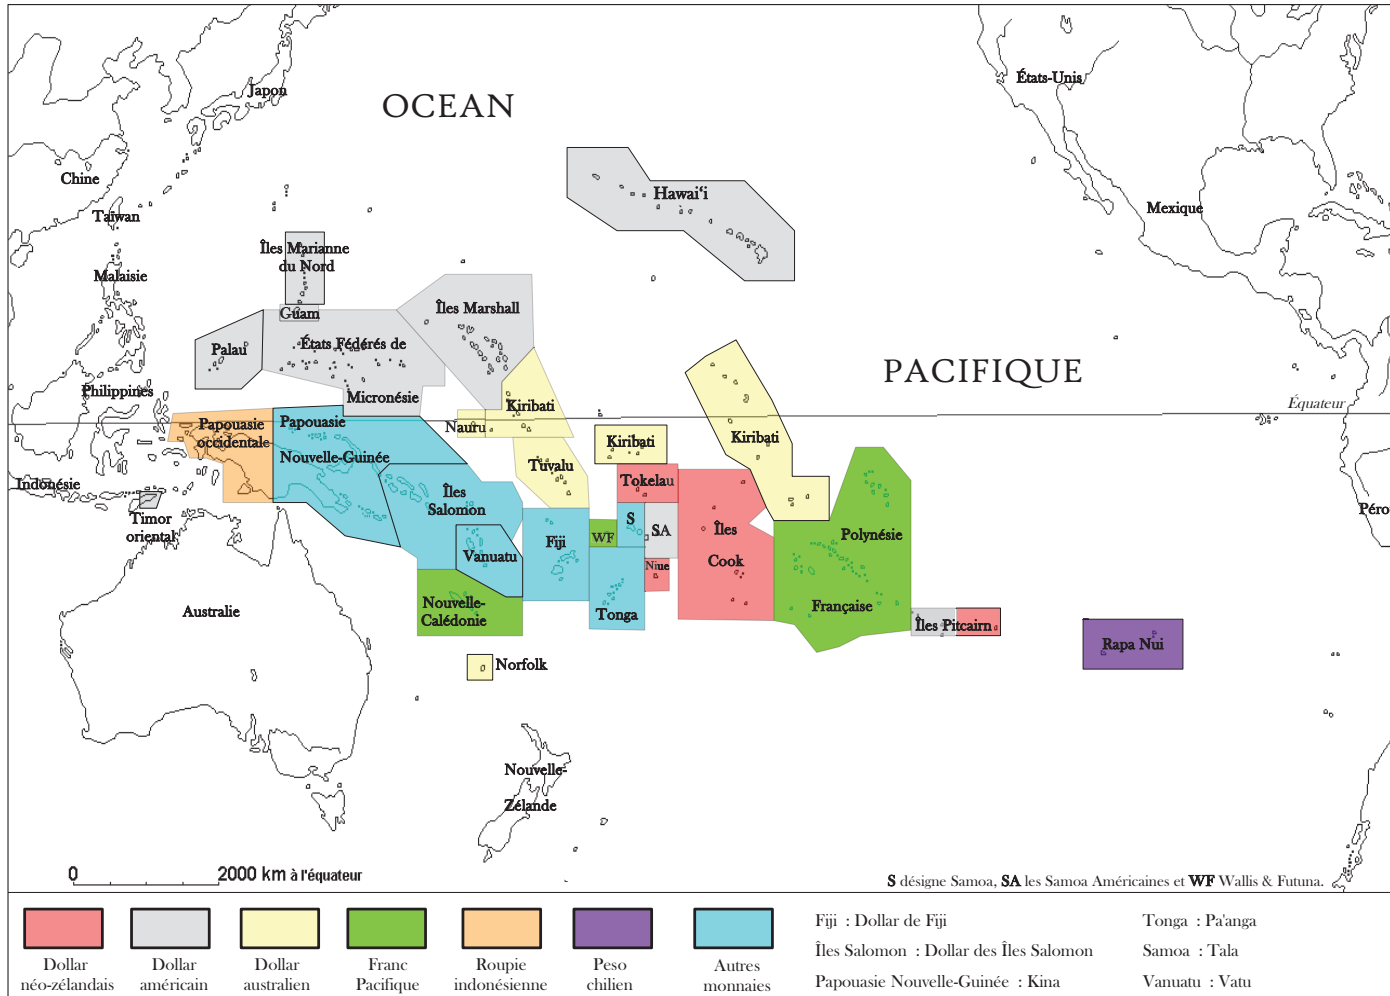 Japon
OCEAN
États-Unis
Chine
Taïwan
Hawai‘i
Mexique
Îles Marianne
du Nord
Malaisie
Guam
Îles Marshall
Palau
États Fédérés de
Micronésie
PACIFIQUE
Philippines
Équateur
Papouasie
occidentale
Papouasie
Nouvelle-Guinée
Nauru
Kiribati
Kiribati
Kiribati
Tuvalu
Tokelau
Indonésie
Timor
oriental
Îles
Salomon
Vanuatu
Fiji
WF
S
SA
Niue
Îles
Cook
Polynésie
Française
Pérou
Australie
Nouvelle-
Calédonie
Tonga
Îles Pitcairn
Rapa Nui
Norfolk
Nouvelle-
Zélande
0 2000 km à l'équateur
S désigne Samoa, SA les Samoa Américaines et WF Wallis & Futuna.
Dollar
néo-zélandais
Dollar
américain
Dollar
australien
Franc
Pacifique
Roupie
indonésienne
Peso
chilien
Autres
monnaies
Fiji : Dollar de Fiji
Îles Salomon : Dollar des Îles Salomon
Papouasie Nouvelle-Guinée : Kina
Tonga : Pa'anga
Samoa : Tala
Vanuatu : Vatu